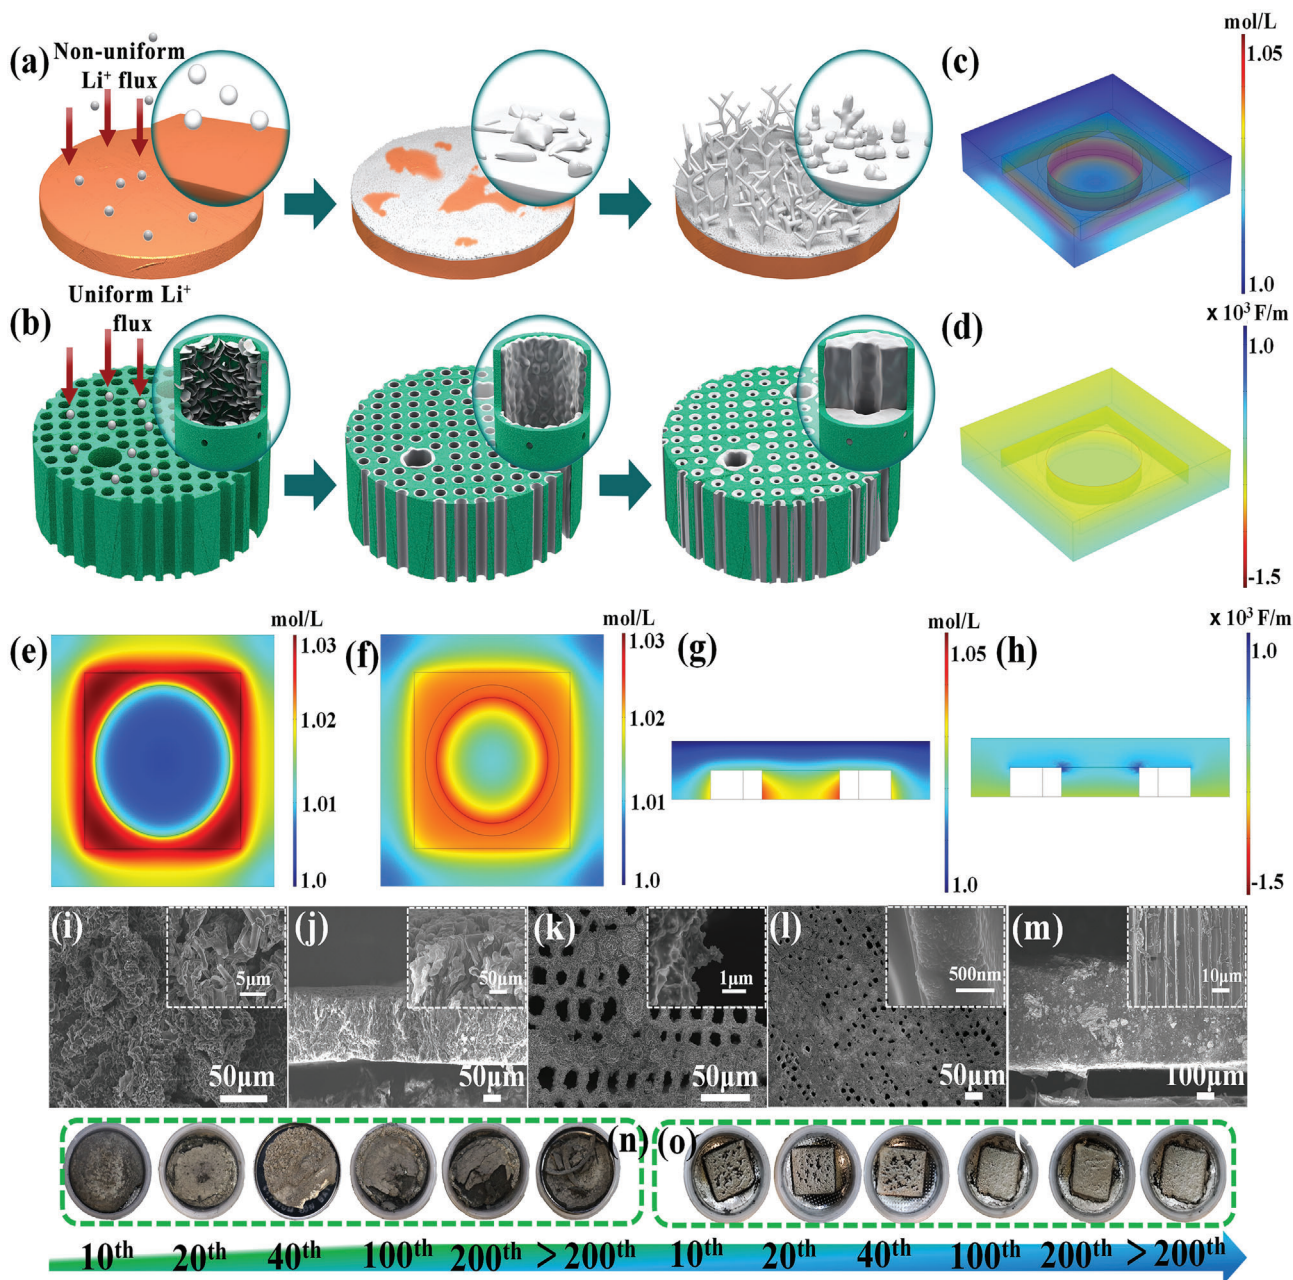 (a)
Non-uniform
Li⁺ flux
(c)
mol/L
1.05
1.0
(b)
Uniform Li⁺
flux
(d)
x 10³ F/m
1.0
-1.5
(e)
mol/L
1.03
1.02
1.01
1.0
(f)
mol/L
1.03
1.02
1.01
1.0
(g)
mol/L
1.05
1.0
(h)
x 10³ F/m
1.0
-1.5
(i)
5μm
50μm
(j)
50μm
50μm
(k)
1μm
50μm
(l)
500nm
50μm
(m)
10μm
100μm
(n)
(o)
10th 20th 40th 100th 200th > 200th 10th 20th 40th 100th 200th > 200th